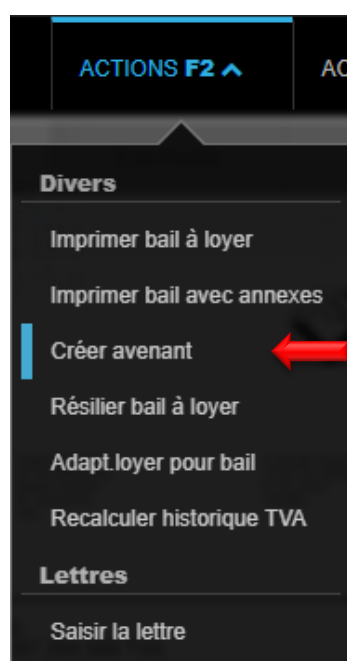 ACTIONS F2 AC
Divers
Imprimer bail à loyer
Imprimer bail avec annexes
Créer avenant
Résilier bail à loyer
Adapt.loyer pour bail
Recalculer historique TVA
Lettres
Saisir la lettre